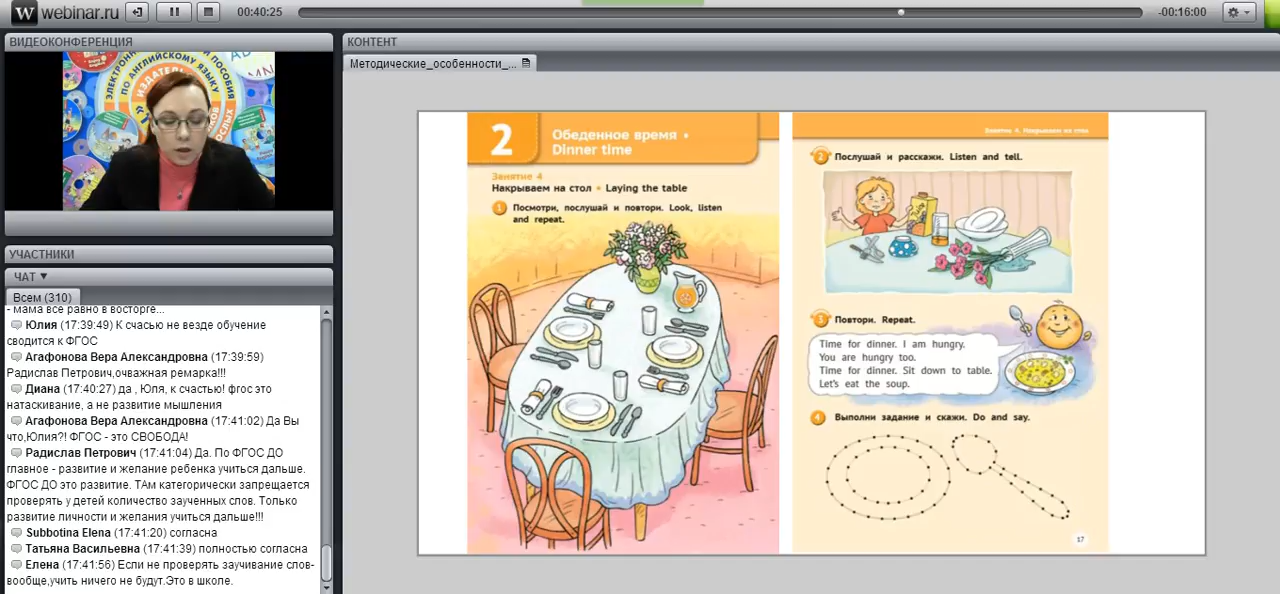 webinar.ru
00:40:25
-00:16:00
ВИДЕОКОНФЕРЕНЦИЯ
ЭЛЕКТРОН
ПОСОБИЯ
ПО АНГЛИЙСКОМУ ЯЗЫКУ
УЧАСТНИКИ
ЧАТ
Всем (310)
- мама все равно в восторге...
Юлия (17:39:49) К счасью не везде обучение
сводится к ФГОС
Агафонова Вера Александровна (17:39:59)
Радислав Петрович,очважная ремарка!!!
Диана (17:40:27) да , Юля, к счастью! фгос это
натаскивание, а не развитие мышления
Агафонова Вера Александровна (17:41:02) Да Вы
что,Юлия?! ФГОС - это СВОБОДА!
Радислав Петрович (17:41:04) Да. По ФГОС ДО
главное - развитие и желание ребенка учиться дальше.
ФГОС ДО это развитие. ТАм категорически запрещается
проверять у детей количество заученных слов. Только
развитие личности и желания учиться дальше!!!
Subbotina Elena (17:41:20) согласна
Татьяна Васильевна (17:41:39) полностью согласна
Елена (17:41:56) Если не проверять заучивание слов-
вообще,учить ничего не будут.Это в школе.
КОНТЕНТ
Методические_особенности_...
2
Обеденное время •
Dinner time
Занятие 4
Накрываем на стол • Laying the table
1 Посмотри, послушай и повтори. Look, listen
and repeat.
Занятие 4. Накрываем на стол
2 Послушай и расскажи. Listen and tell.
3 Повтори. Repeat.
Time for dinner. I am hungry.
You are hungry too.
Time for dinner. Sit down to table.
Let's eat the soup.
4 Выполни задание и скажи. Do and say.
17